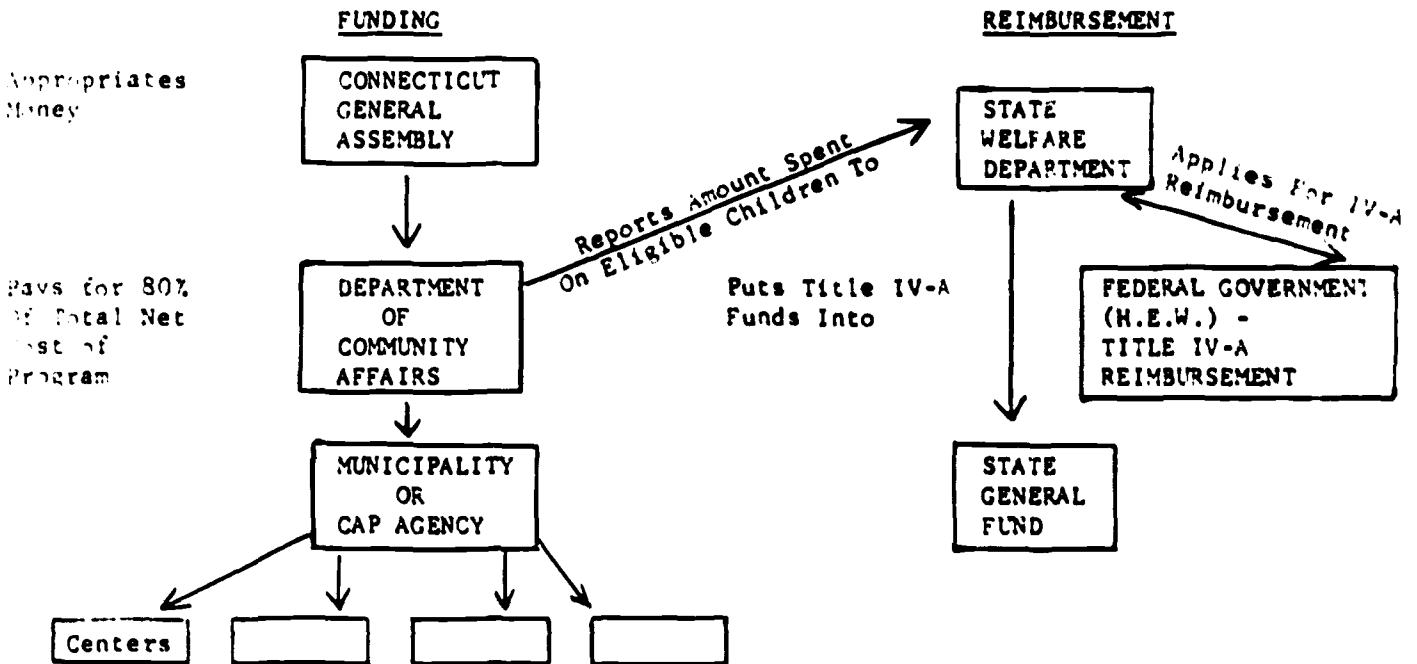 FUNDING
Appropriates
Money
CONNECTICUT
GENERAL
ASSEMBLY
Pays for 80%
Of Total Net
Cost of
Program
DEPARTMENT
OF
COMMUNITY
AFFAIRS
MUNICIPALITY
OR
CAP AGENCY
Centers
Reports Amount Spent
On Eligible Children To
REIMBURSEMENT
STATE
WELFARE
DEPARTMENT
Applies For IV-A
Reimbursement
Puts Title IV-A
Funds Into
FEDERAL GOVERNMENT
(H.E.W.) -
TITLE IV-A
REIMBURSEMENT
STATE
GENERAL
FUND